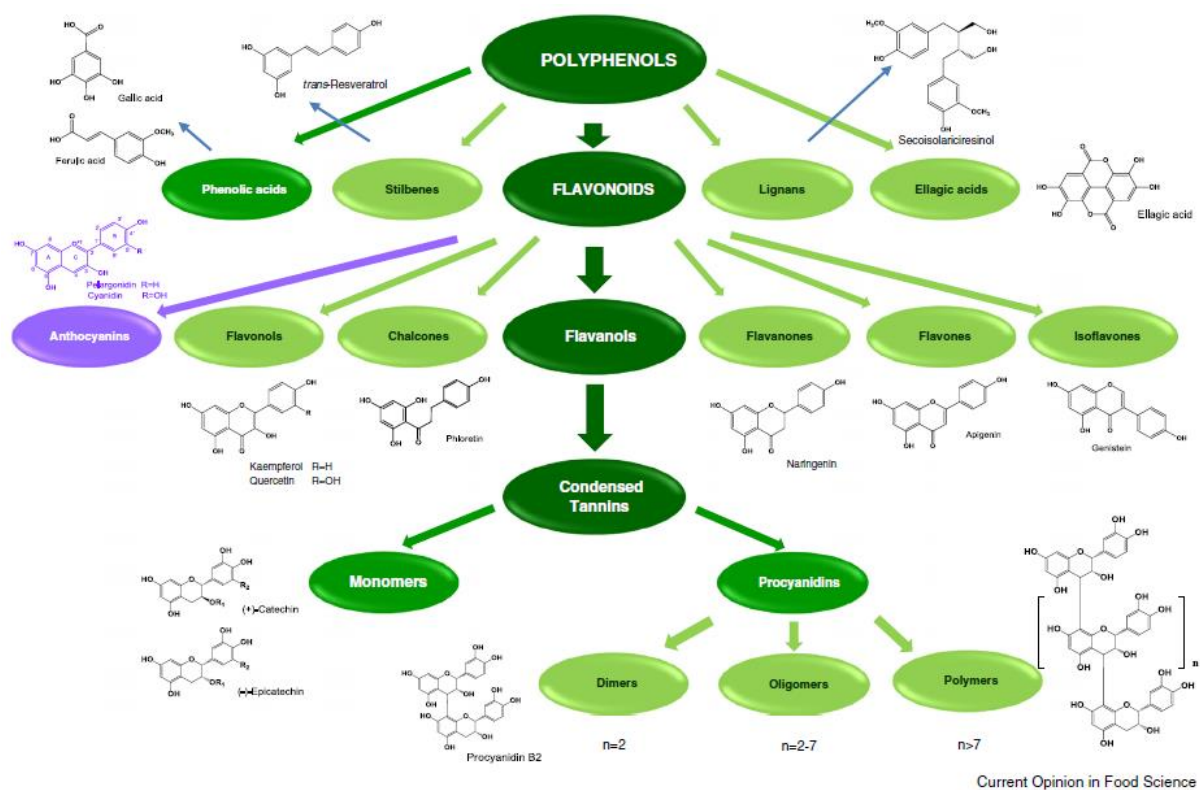 POLYPHENOLS
Gallic acid
Ferulic acid
trans-Resveratrol
Secoisolariciresinol
Ellagic acid
Phenolic acids
Stilbenes
FLAVONOIDS
Lignans
Ellagic acids
Pelargonidin R=H
Cyanidin R=OH
Anthocyanins
Flavonols
Chalcones
Flavanols
Flavanones
Flavones
Isoflavones
Kaempferol R=H
Quercetin R=OH
Phloretin
Naringenin
Apigenin
Genistein
Condensed
Tannins
Monomers
Procyanidins
(+)-Catechin
(-)-Epicatechin
Procyanidin B2
Dimers
Oligomers
Polymers
n=2
n=2-7
n>7
n
Current Opinion in Food Science